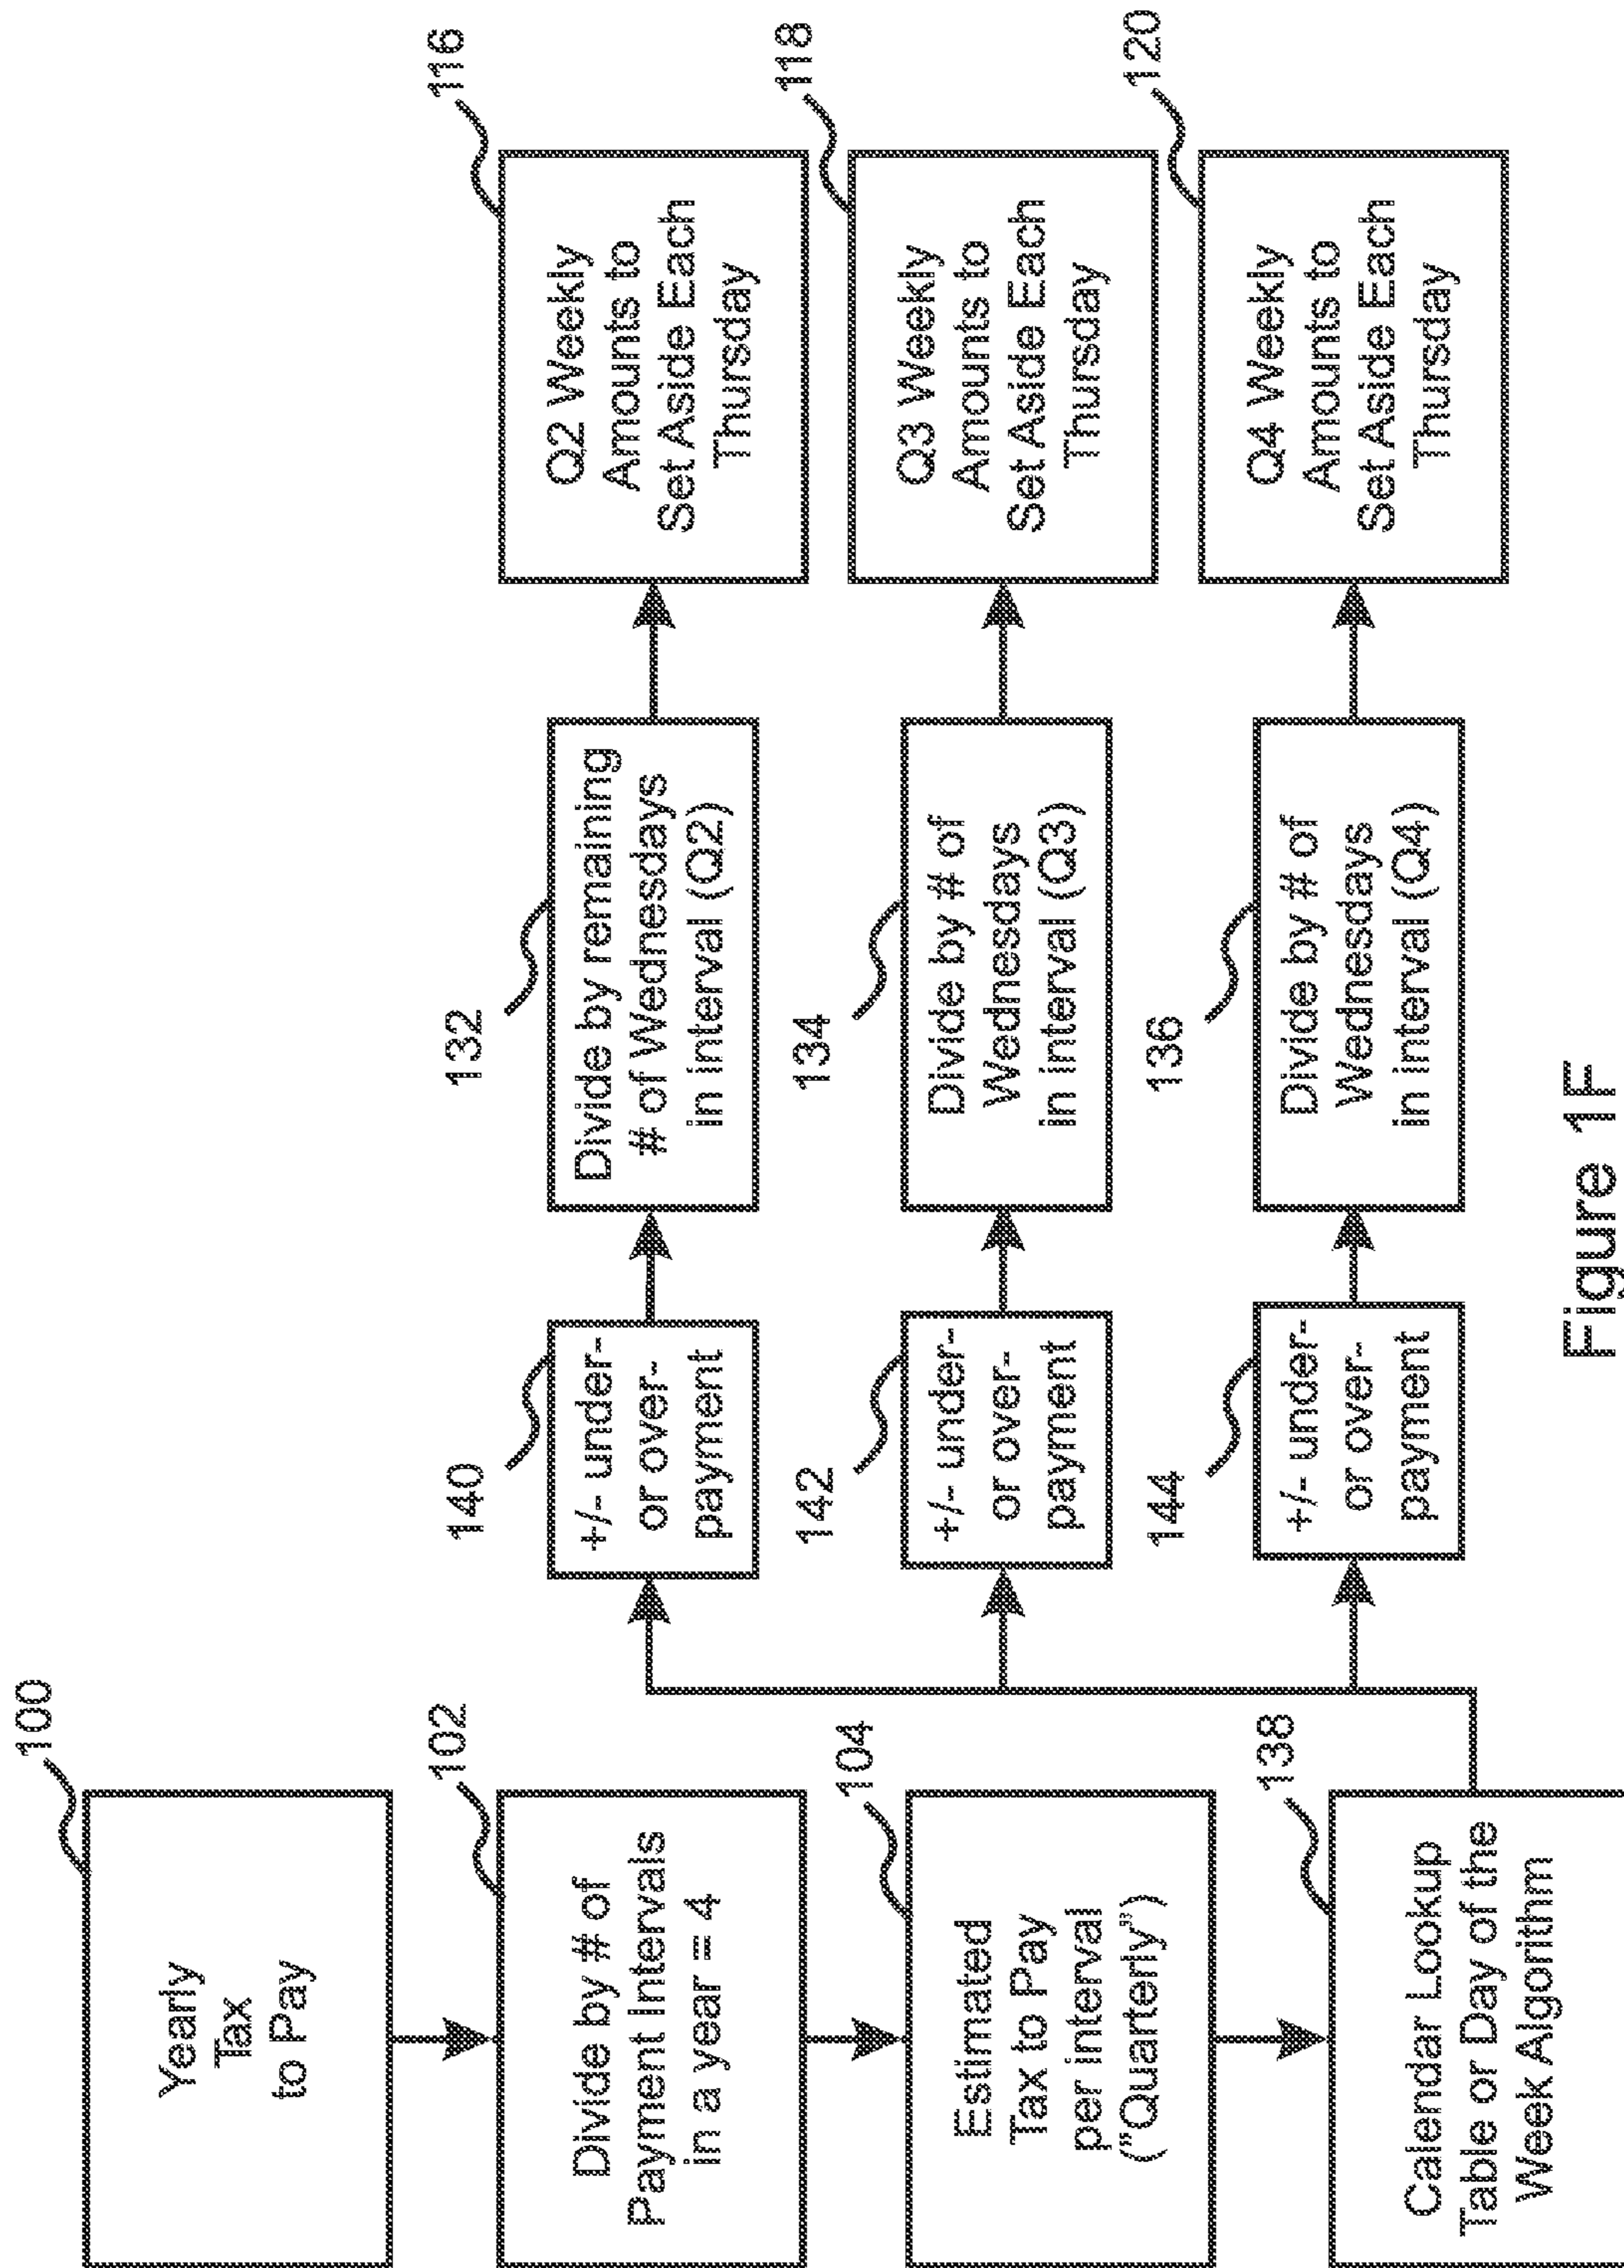 100
Yearly
Tax
to Pay
102
Divide by # of
Payment Intervals
in a year = 4
104
Estimated
Tax to Pay
per interval
("Quarterly")
138
Calendar Lookup
Table or Day of the
Week Algorithm
140
+/- under-
or over-
payment
132
Divide by remaining
# of Wednesdays
in interval (Q2)
116
Q2 Weekly
Amounts to
Set Aside Each
Thursday
142
+/- under-
or over-
payment
134
Divide by # of
Wednesdays
in interval (Q3)
118
Q3 Weekly
Amounts to
Set Aside Each
Thursday
144
+/- under-
or over-
payment
136
Divide by # of
Wednesdays
in interval (Q4)
120
Q4 Weekly
Amounts to
Set Aside Each
Thursday
Figure 1F